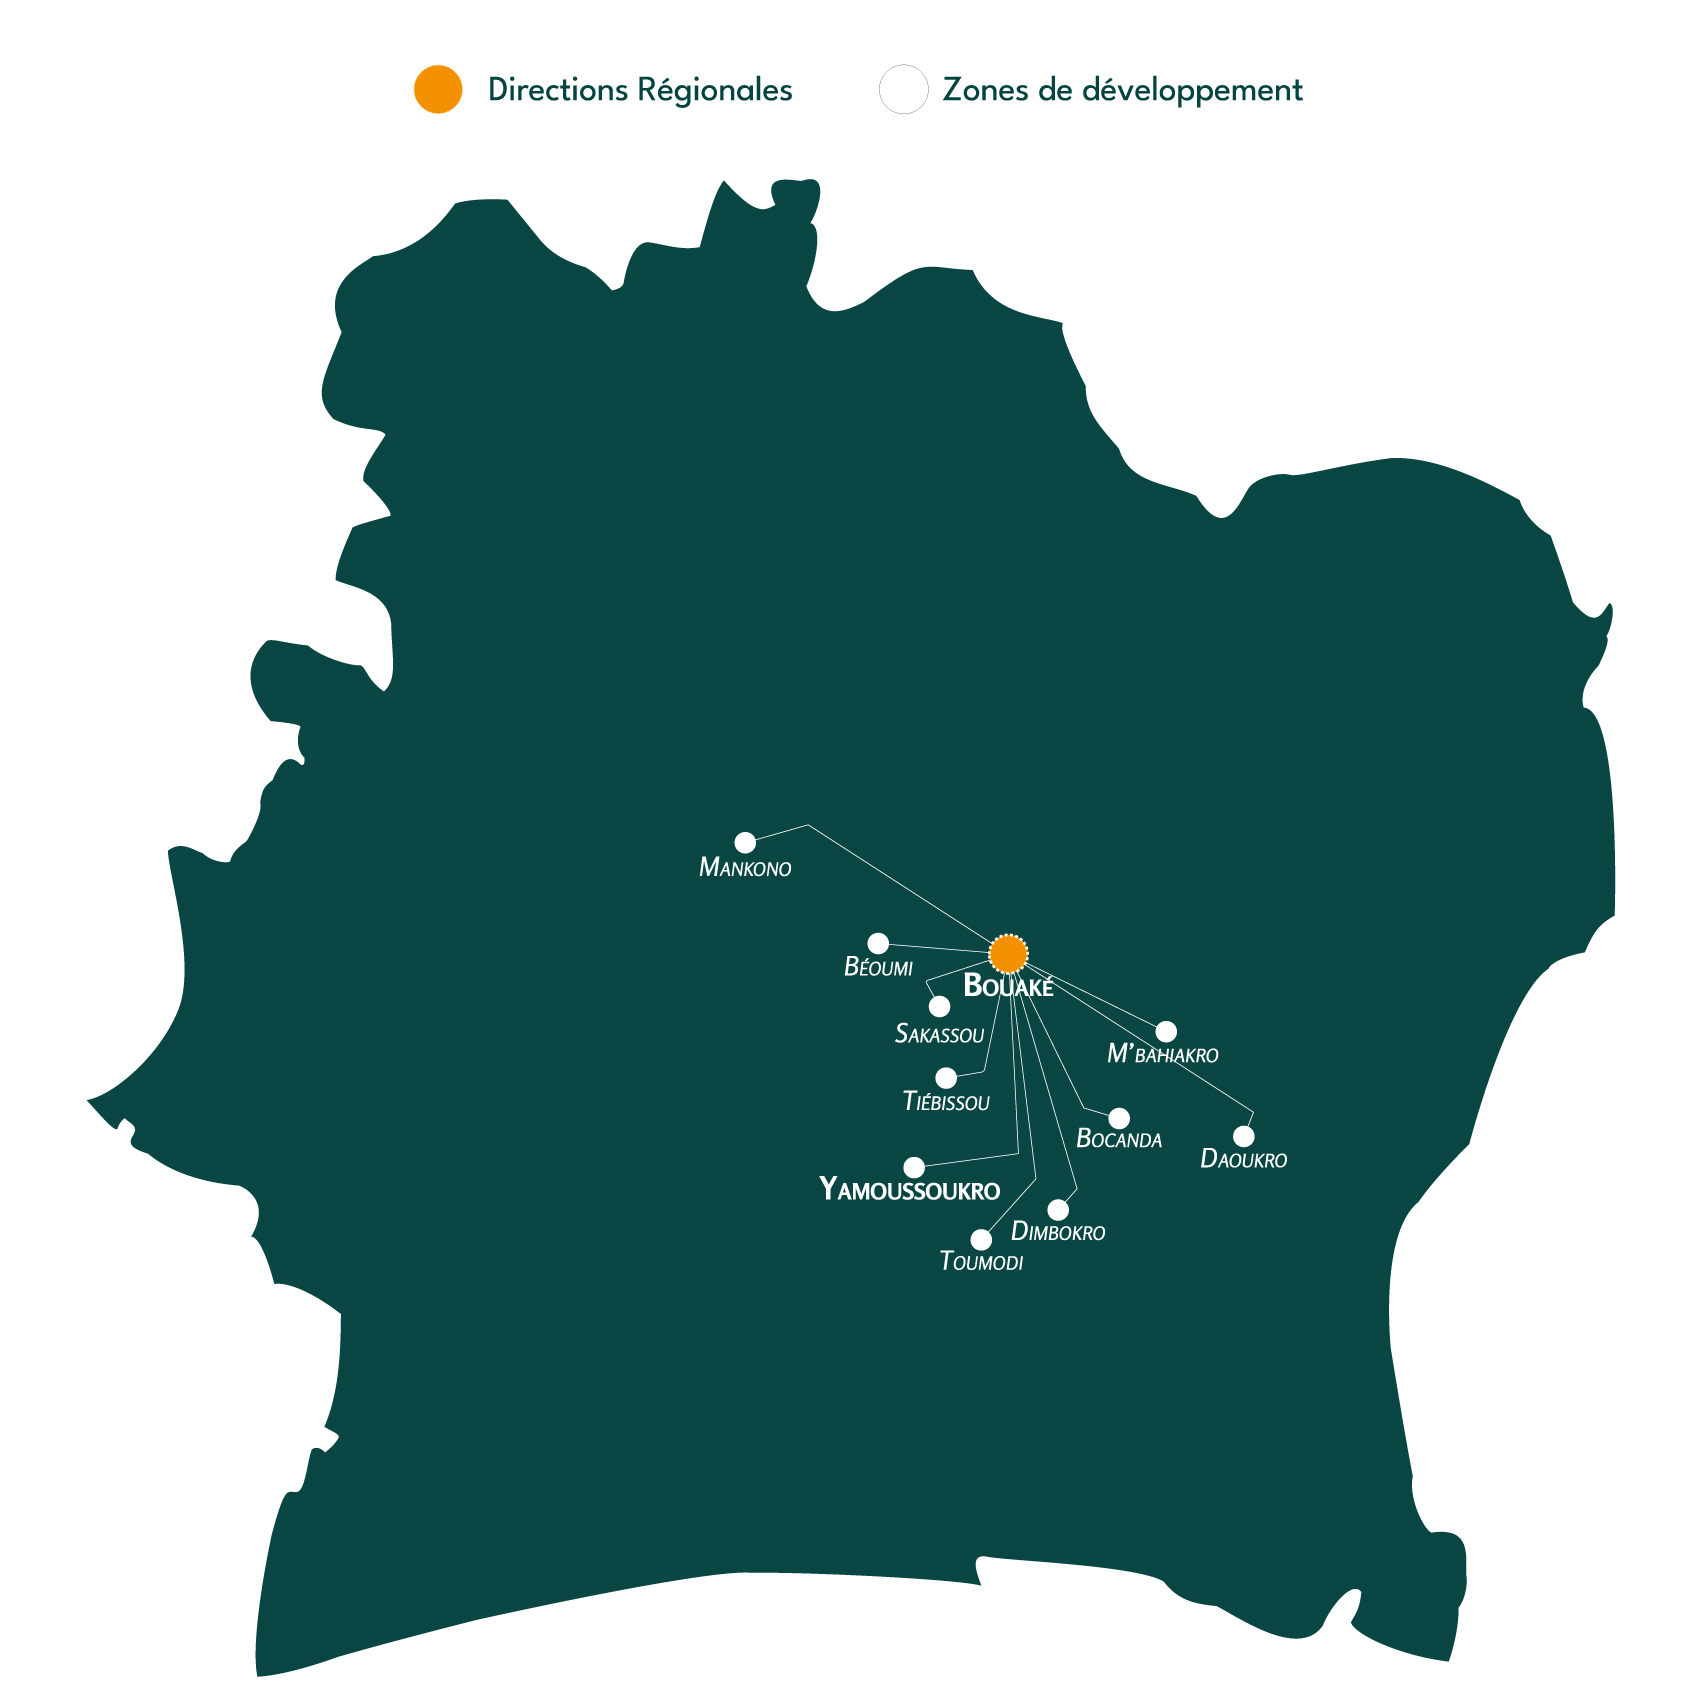 Directions Régionales
Zones de développement
Mankono
Béoumi
Bouaké
Sakassou
M'bahiakro
Tiébissou
Bocanda
Daoukro
Yamoussoukro
Dimbokro
Toumodi